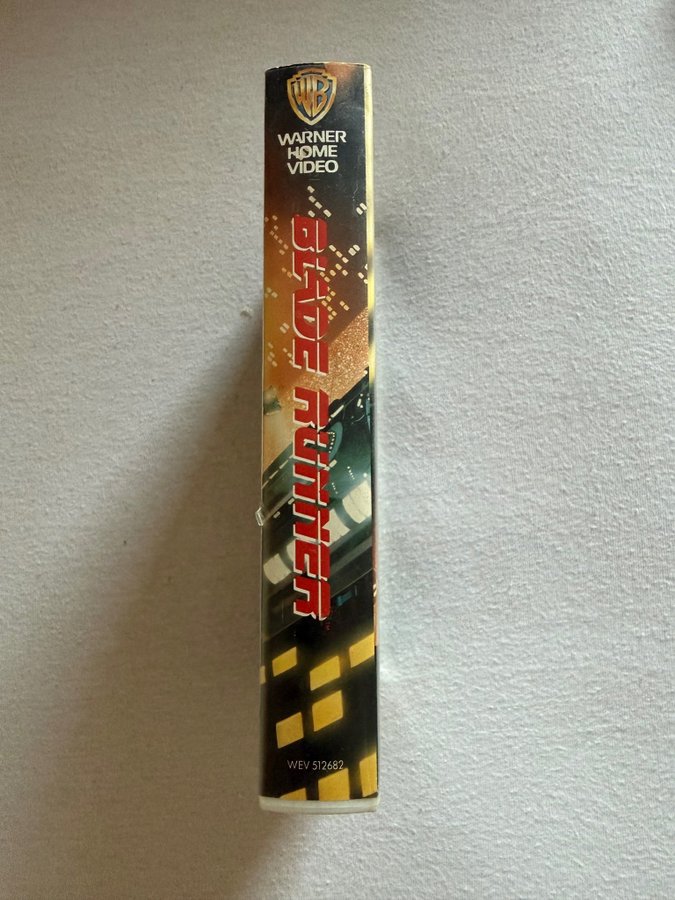 WB
WARNER
HOME
VIDEO
BLADE RUNNER
WEV 512682